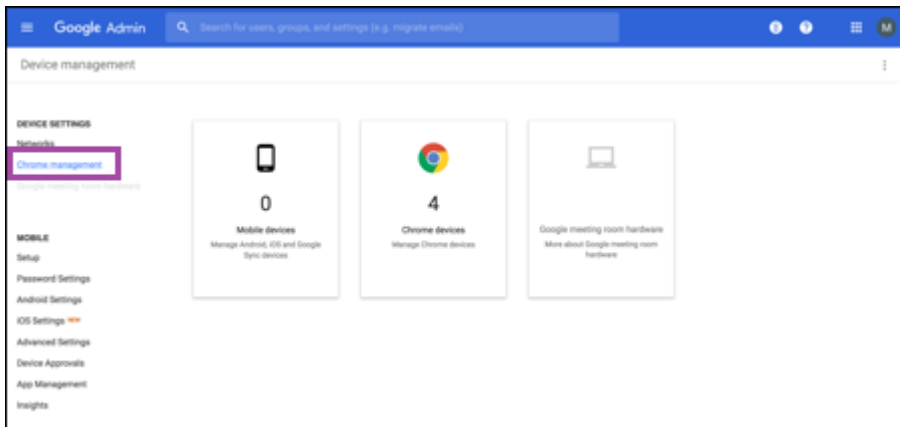 Google Admin
Search for users, groups, and settings (e.g. migrate emails)
M
Device management
DEVICE SETTINGS
Networks
Chrome management
Google meeting room hardware
MOBILE
Setup
Password Settings
Android Settings
iOS Settings NEW
Advanced Settings
Device Approvals
App Management
Insights
0
Mobile devices
Manage Android, iOS and Google
Sync devices
4
Chrome devices
Manage Chrome devices
Google meeting room hardware
More about Google meeting room
hardware